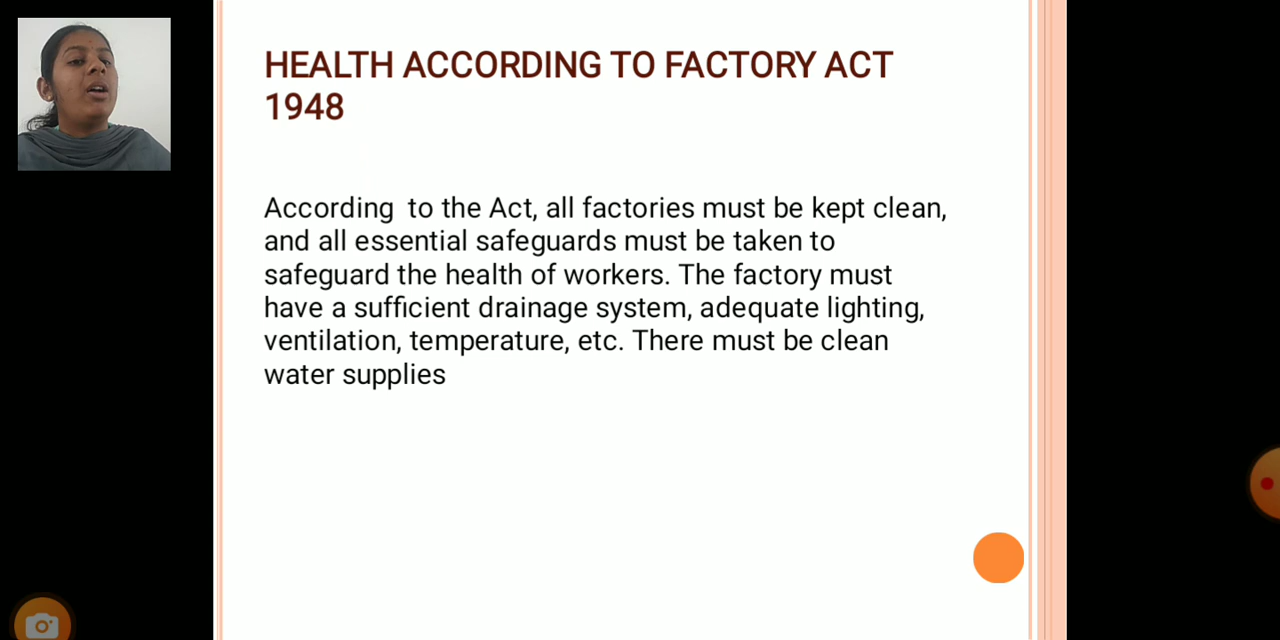 HEALTH ACCORDING TO FACTORY ACT
1948
According  to the Act, all factories must be kept clean,
and all essential safeguards must be taken to
safeguard the health of workers. The factory must
have a sufficient drainage system, adequate lighting,
ventilation, temperature, etc. There must be clean
water supplies